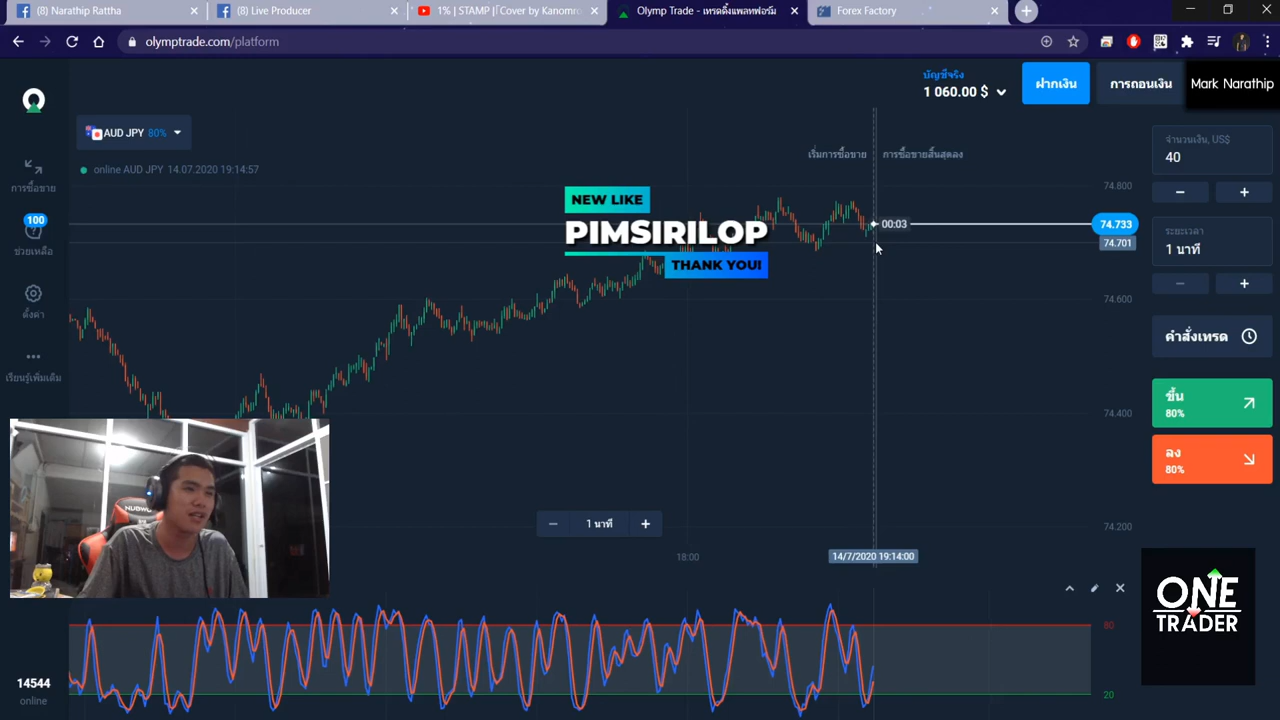 (8) Narathip Rattha
(8) Live Producer
1% | STAMP |「Cover by Kanomro
Olymp Trade - เทรดดิ้งแพลทฟอร์ม
Forex Factory
olymptrade.com/platform
บัญชีจริง
1 060.00 $
ฝากเงิน
การถอนเงิน
Mark Narathip
AUD JPY 80%
online AUD JPY 14.07.2020 19:14:57
เริ่มการซื้อขาย
การซื้อขายสิ้นสุดลง
จำนวนเงิน, US$
40
การซื้อขาย
100
ช่วยเหลือ
ตั้งค่า
เรียนรู้เพิ่มเติม
NEW LIKE
PIMSIRILOP
THANK YOU!
00:03
74.800
74.733
74.701
74.600
74.400
74.200
ระยะเวลา
1 นาที
คำสั่งเทรด
ขึ้น
80%
ลง
80%
NUBWO
1 นาที
18:00
14/7/2020 19:14:00
80
20
ONE
TRADER
14544
online